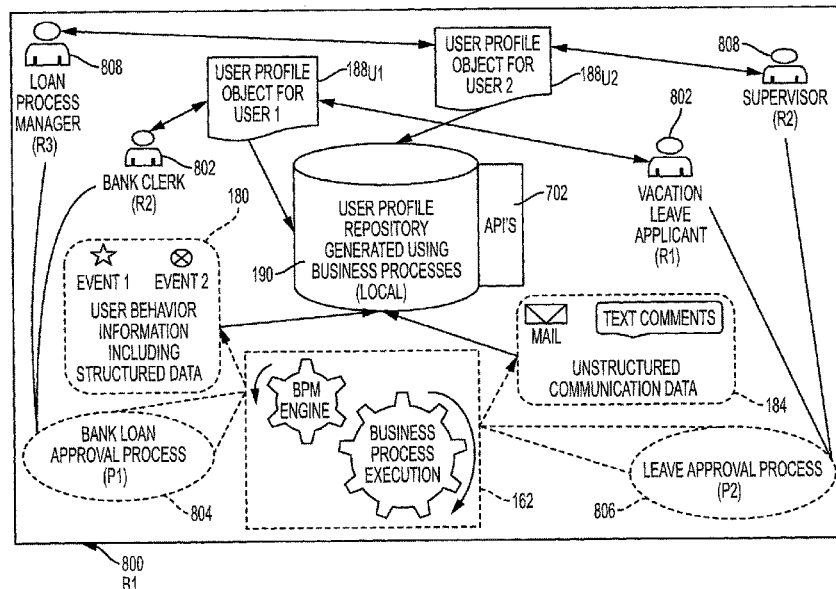 808
LOAN
PROCESS
MANAGER
(R3)
USER PROFILE
OBJECT FOR
USER 1
188U1
USER PROFILE
OBJECT FOR
USER 2
188U2
808
SUPERVISOR
(R2)
802
BANK CLERK
(R2)
802
VACATION
LEAVE
APPLICANT
(R1)
180
EVENT 1
EVENT 2
USER BEHAVIOR
INFORMATION
INCLUDING
STRUCTURED DATA
USER PROFILE
REPOSITORY
GENERATED USING
BUSINESS PROCESSES
(LOCAL)
190
API'S
702
MAIL
TEXT COMMENTS
UNSTRUCTURED
COMMUNICATION DATA
184
BPM
ENGINE
BUSINESS
PROCESS
EXECUTION
162
BANK LOAN
APPROVAL PROCESS
(P1)
804
LEAVE APPROVAL PROCESS
(P2)
806
800
R1